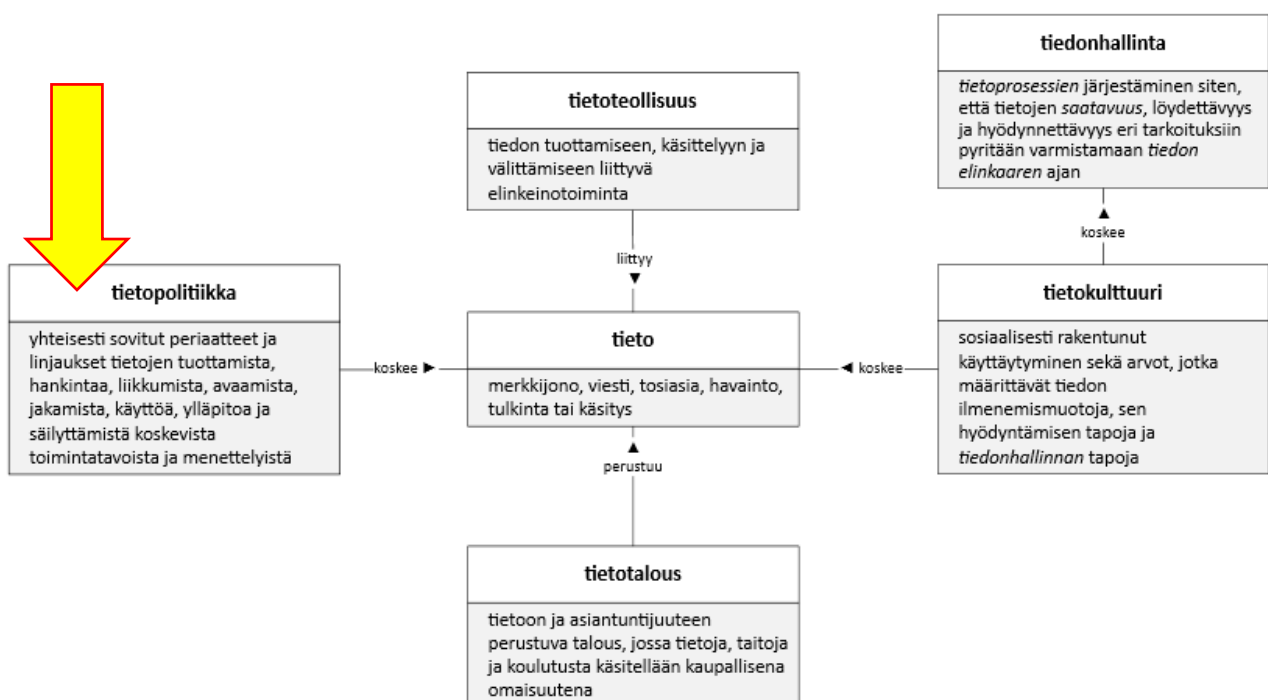 tiedonhallinta
tietoprosessien järjestäminen siten,
että tietojen saatavuus, löydettävyys
ja hyödynnettävyys eri tarkoituksiin
pyritään varmistamaan tiedon
elinkaaren ajan
tietoteollisuus
tiedon tuottamiseen, käsittelyyn ja
välittämiseen liittyvä
elinkeinotoiminta
koskee
liittyy
tietopolitiikka
yhteisesti sovitut periaatteet ja
linjaukset tietojen tuottamista,
hankintaa, liikkumista, avaamista,
jakamista, käyttöä, ylläpitoa ja
säilyttämistä koskevista
toimintatavoista ja menettelyistä
koskee
tieto
merkkijono, viesti, tosiasia, havainto,
tulkinta tai käsitys
koskee
tietokulttuuri
sosiaalisesti rakentunut
käyttäytyminen sekä arvot, jotka
määrittävät tiedon
ilmenemismuotoja, sen
hyödyntämisen tapoja ja
tiedonhallinnan tapoja
perustuu
tietotalous
tietoon ja asiantuntijuuteen
perustuva talous, jossa tietoja, taitoja
ja koulutusta käsitellään kaupallisena
omaisuutena